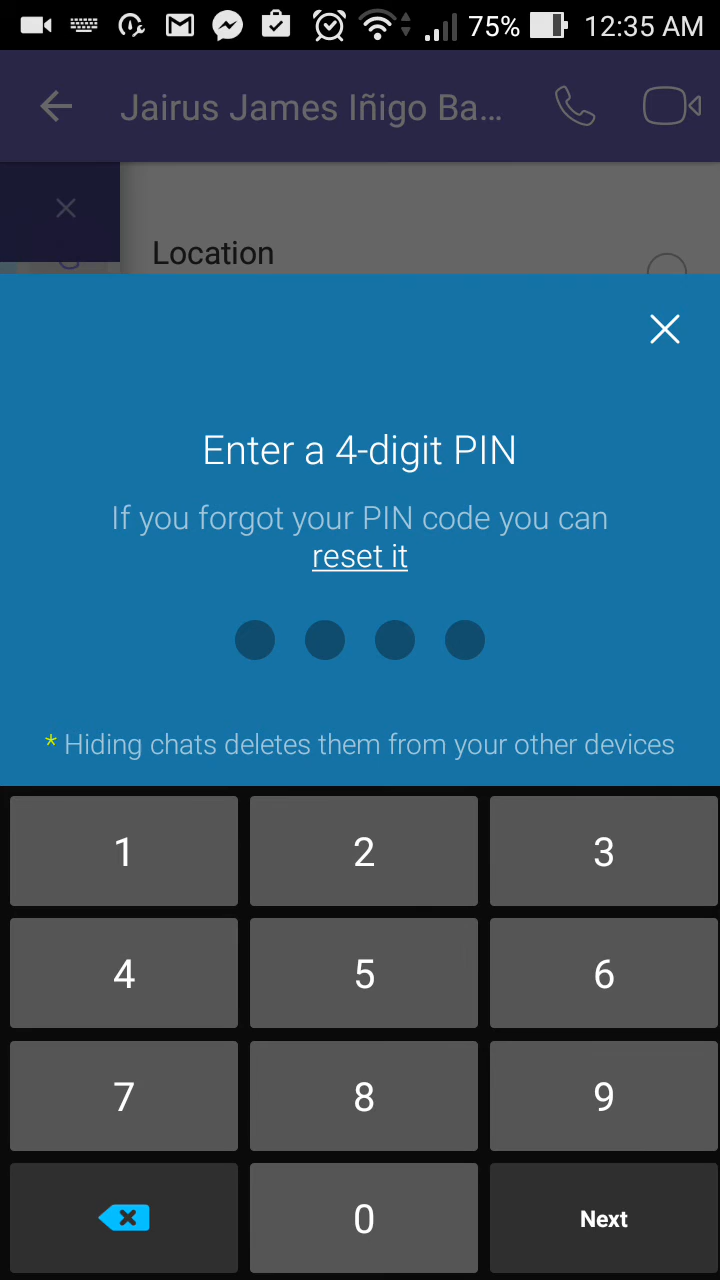 75% 12:35 AM
Jairus James Iñigo Ba...
Location
Enter a 4-digit PIN
If you forgot your PIN code you can
reset it
* Hiding chats deletes them from your other devices
1 2 3
4 5 6
7 8 9
0 Next